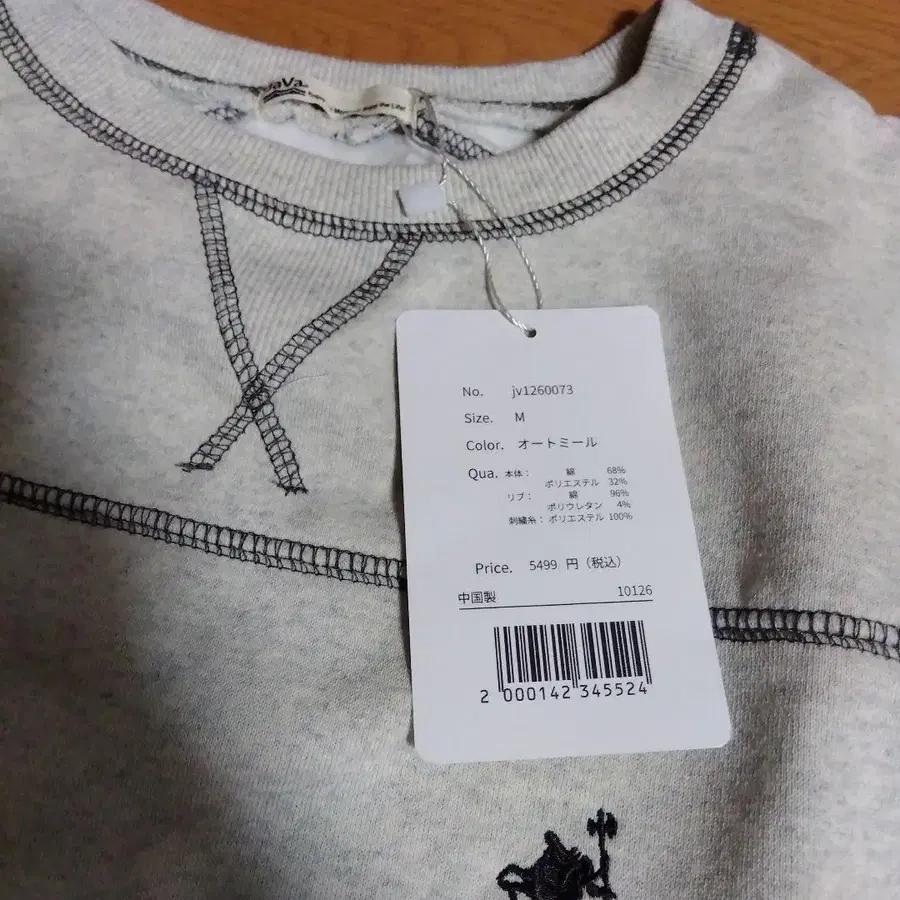 No. jv1260073
Size. M
Color. オートミール
Qua. 本体： 綿 68%
ポリエステル 32%
リブ： 綿 96%
ポリウレタン 4%
刺繍糸： ポリエステル 100%
Price. 5499 円（税込）
中国製 10126
2 000142 345524